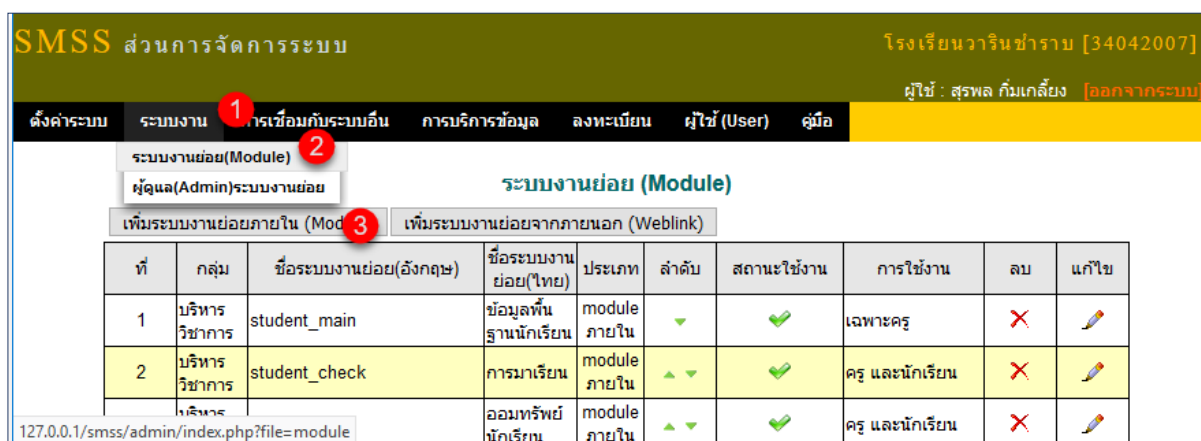 SMSS ส่วนการจัดการระบบ
โรงเรียนวารินชำราบ [34042007]
ผู้ใช้ : สุรพล กิ่มเกลี้ยง [ออกจากระบบ]
ตั้งค่าระบบ ระบบงาน 1 การเชื่อมกับระบบอื่น การบริการข้อมูล ลงทะเบียน ผู้ใช้ (User) คู่มือ
ระบบงานย่อย(Module) 2
ผู้ดูแล(Admin)ระบบงานย่อย
ระบบงานย่อย (Module)
เพิ่มระบบงานย่อยภายใน (Mod 3 เพิ่มระบบงานย่อยจากภายนอก (Weblink)
ที่ กลุ่ม ชื่อระบบงานย่อย(อังกฤษ) ชื่อระบบงาน ประเภท ลำดับ สถานะใช้งาน การใช้งาน ลบ แก้ไข
ย่อย(ไทย)
1 บริหาร student_main ข้อมูลพื้น module เฉพาะครู
วิชาการ ฐานนักเรียน ภายใน
2 บริหาร student_check การมาเรียน module ครู และนักเรียน
วิชาการ ภายใน
บริหาร ออมทรัพย์ module ครู และนักเรียน
นักเรียน ภายใน
127.0.0.1/smss/admin/index.php?file=module